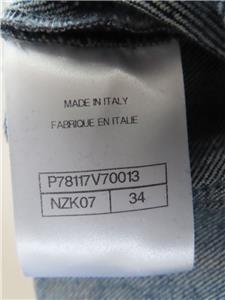 MADE IN ITALY
FABRIQUE EN ITALIE
P78117V70013
NZK07 34